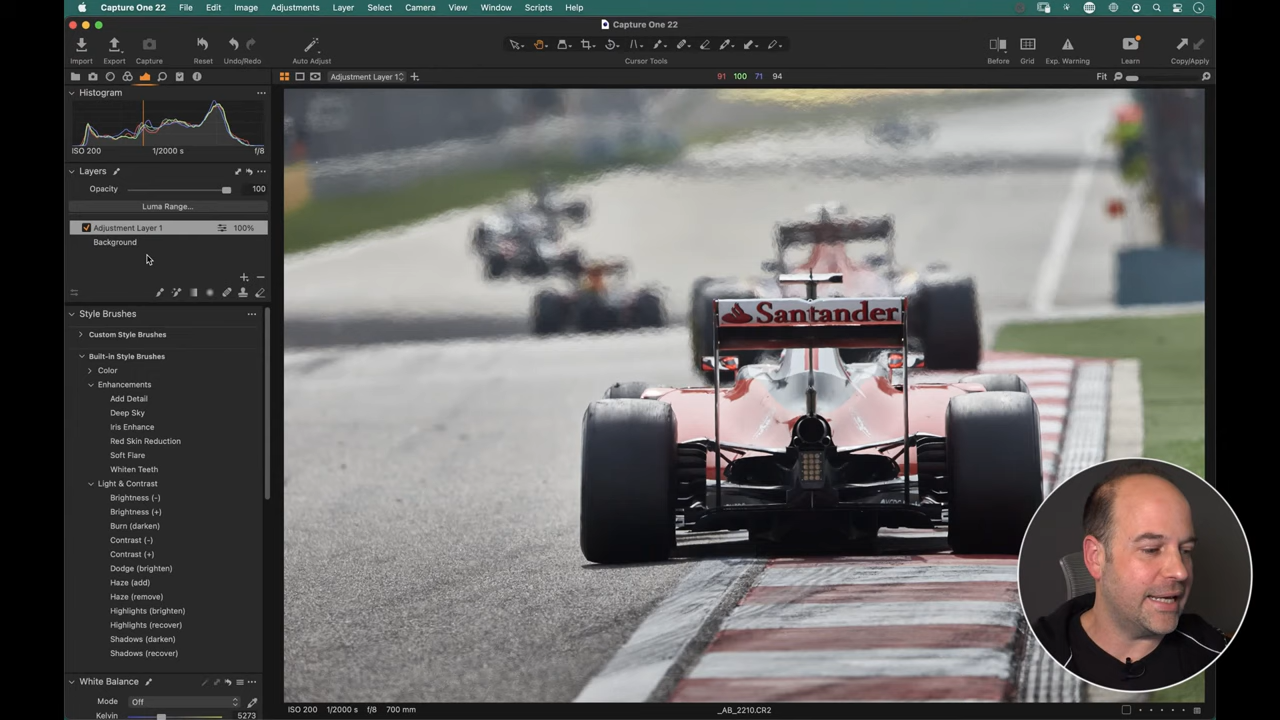 Capture One 22 File Edit Image Adjustments Layer Select Camera View Window Scripts Help
Capture One 22
Import Export Capture Reset Undo/Redo Auto Adjust Cursor Tools Before Grid Exp. Warning Learn Copy/Apply
Adjustment Layer 1 91 100 71 94 Fit
Histogram
ISO 200 1/2000 s f/8
Layers
Opacity 100
Luma Range...
Adjustment Layer 1 100%
Background
Style Brushes
Custom Style Brushes
Built-in Style Brushes
Color
Enhancements
Add Detail
Deep Sky
Iris Enhance
Red Skin Reduction
Soft Flare
Whiten Teeth
Light & Contrast
Brightness (-)
Brightness (+)
Burn (darken)
Contrast (-)
Contrast (+)
Dodge (brighten)
Haze (add)
Haze (remove)
Highlights (brighten)
Highlights (recover)
Shadows (darken)
Shadows (recover)
White Balance
Mode Off
Kelvin 5273
Santander
ISO 200 1/2000 s f/8 700 mm _AB_2210.CR2